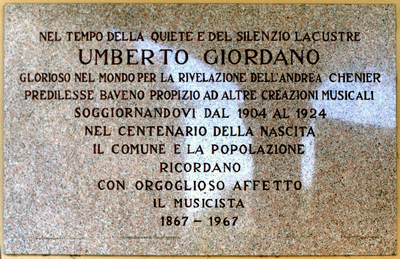 NEL TEMPO DELLA QUIETE E DEL SILENZIO LACUSTRE
UMBERTO GIORDANO
GLORIOSO NEL MONDO PER LA RIVELAZIONE DELL'ANDREA CHENIER
PREDILESSE BAVENO PROPIZIO AD ALTRE CREAZIONI MUSICALI
SOGGIORNANDOVI DAL 1904 AL 1924
NEL CENTENARIO DELLA NASCITA
IL COMUNE E LA POPOLAZIONE
RICORDANO
CON ORGOGLIOSO AFFETTO
IL MUSICISTA
1867 - 1967